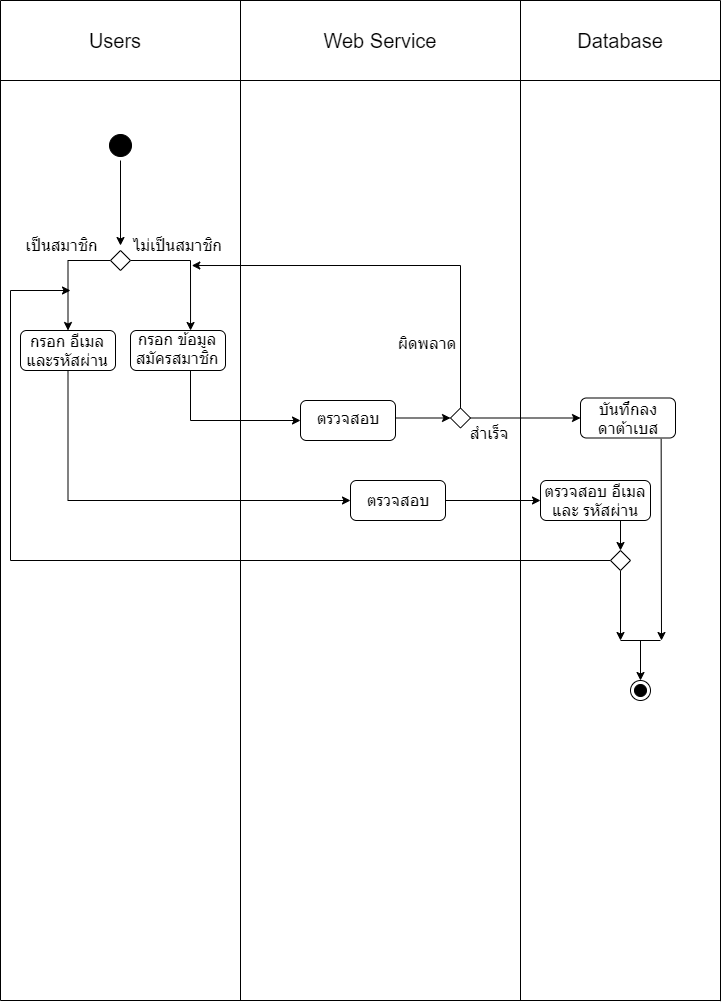 Users
Web Service
Database
เป็นสมาชิก
ไม่เป็นสมาชิก
กรอก อีเมล
และรหัสผ่าน
กรอก ข้อมูล
สมัครสมาชิก
ผิดพลาด
ตรวจสอบ
สำเร็จ
บันทึกลง
ดาต้าเบส
ตรวจสอบ
ตรวจสอบ อีเมล
และ รหัสผ่าน